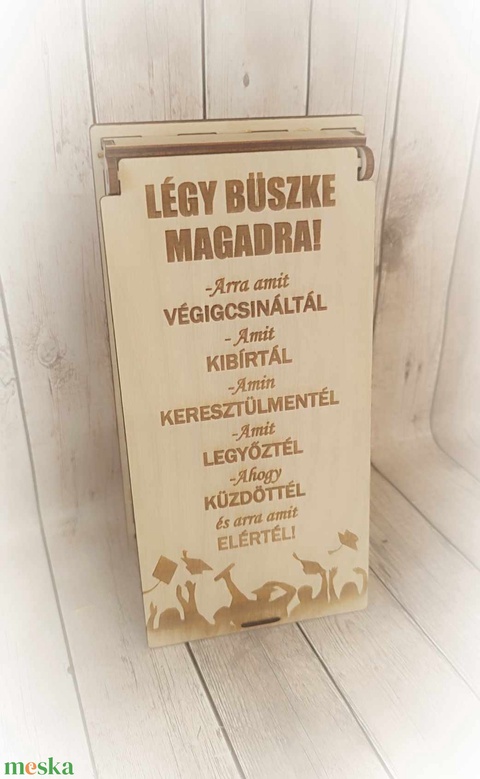 LÉGY BÜSZKE
MAGADRA!
-Arra amit
VÉGIGCSINÁLTÁL
- Amit
KIBÍRTÁL
-Amin
KERESZTÜLMENTÉL
-Amit
LEGYŐZTÉL
-Ahogy
KÜZDÖTTÉL
és arra amit
ELÉRTÉL!
meska